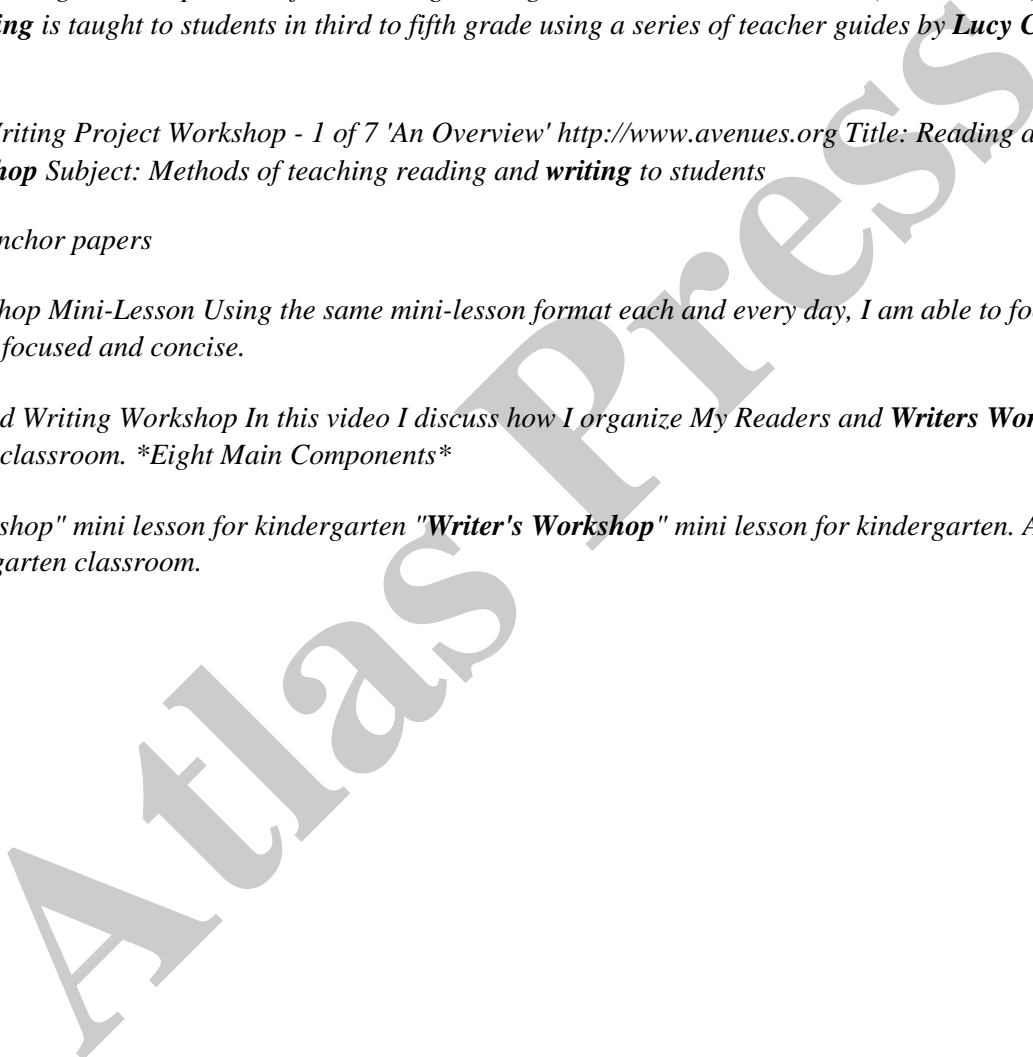 ing is taught to students in third to fifth grade using a series of teacher guides by Lucy C
Writing Project Workshop - 1 of 7 'An Overview' http://www.avenues.org Title: Reading a
hop Subject: Methods of teaching reading and writing to students
nchor papers
hop Mini-Lesson Using the same mini-lesson format each and every day, I am able to fo
focused and concise.
d Writing Workshop In this video I discuss how I organize My Readers and Writers Wor
classroom. *Eight Main Components*
shop" mini lesson for kindergarten "Writer's Workshop" mini lesson for kindergarten. A
garten classroom.
Atlas Press